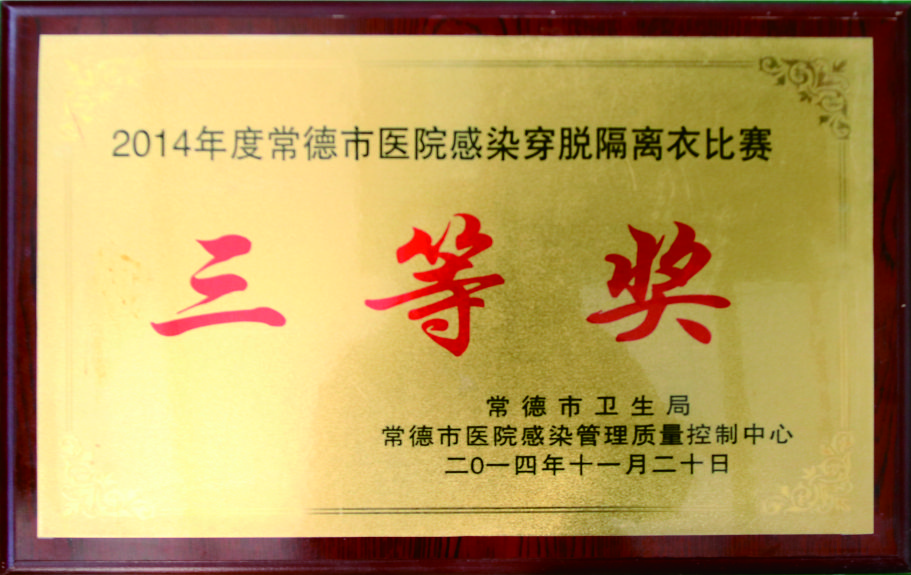 2014年度常德市医院感染穿脱隔离衣比赛
三等奖
常德市卫生局
常德市医院感染管理质量控制中心
二0一四年十一月二十日